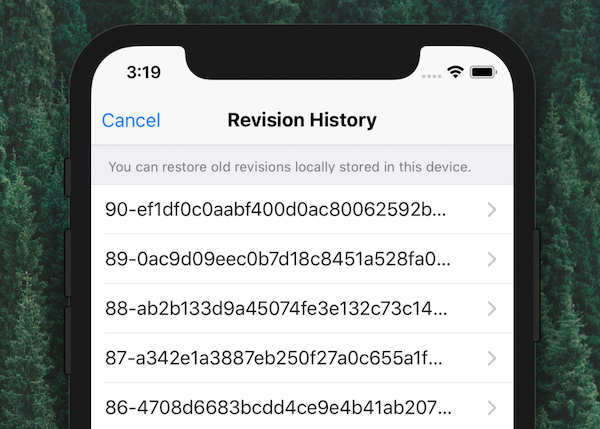 3:19
Cancel Revision History
You can restore old revisions locally stored in this device.
90-ef1df0c0aabf400d0ac80062592b...
89-0ac9d09eec0b7d18c8451a528fa0...
88-ab2b133d9a45074fe3e132c73c14...
87-a342e1a3887eb250f27a0c655a1f...
86-4708d6683bcdd4ce9e4b41ab207...